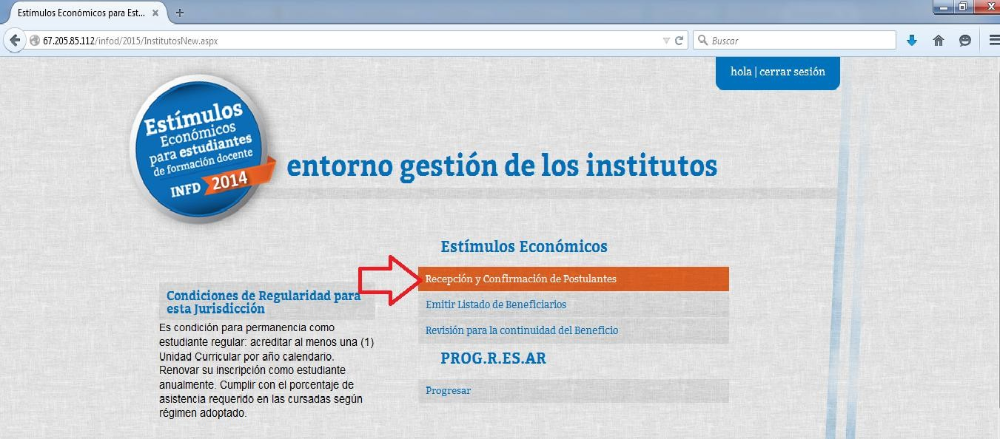 Estímulos Económicos para Est...
67.205.85.112/infod/2015/InstitutosNew.aspx
Buscar
hola | cerrar sesión
Estímulos
Económicos
para estudiantes
de formación docente
INFD 2014
entorno gestión de los institutos
Estímulos Económicos
Recepción y Confirmación de Postulantes
Emitir Listado de Beneficiarios
Revisión para la continuidad del Beneficio
PROG.R.ES.AR
Progresar
Condiciones de Regularidad para
esta Jurisdicción
Es condición para permanencia como
estudiante regular: acreditar al menos una (1)
Unidad Curricular por año calendario.
Renovar su inscripción como estudiante
anualmente. Cumplir con el porcentaje de
asistencia requerido en las cursadas según
régimen adoptado.